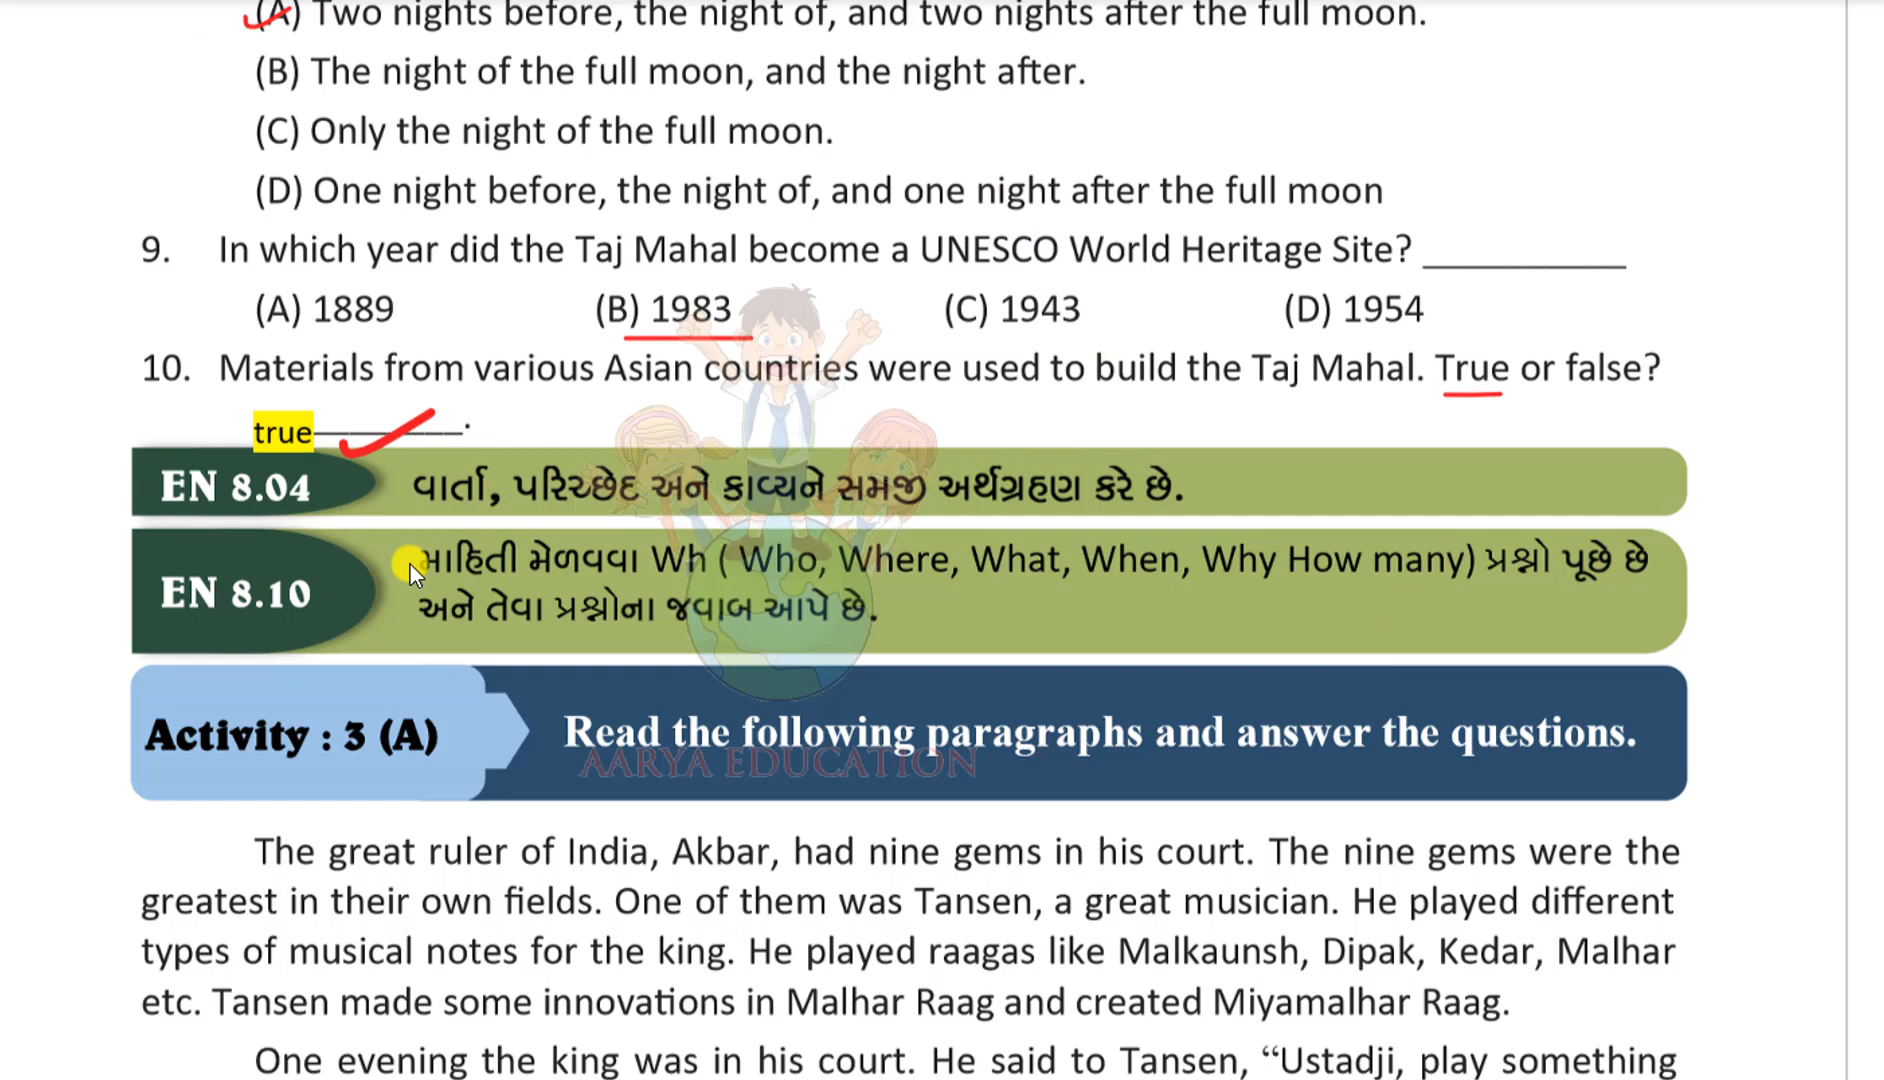 (A) Two nights before, the night of, and two nights after the full moon.
(B) The night of the full moon, and the night after.
(C) Only the night of the full moon.
(D) One night before, the night of, and one night after the full moon
9. In which year did the Taj Mahal become a UNESCO World Heritage Site? __________
(A) 1889 (B) 1983 (C) 1943 (D) 1954
10. Materials from various Asian countries were used to build the Taj Mahal. True or false?
true________.
EN 8.04 વાર્તા, પરિચ્છેદ અને કાવ્યને સમજી અર્થગ્રહણ કરે છે.
EN 8.10 માહિતી મેળવવા Wh ( Who, Where, What, When, Why How many) પ્રશ્નો પૂછે છે
અને તેવા પ્રશ્નોના જવાબ આપે છે.
Activity : 3 (A) Read the following paragraphs and answer the questions.
AARYA EDUCATION
The great ruler of India, Akbar, had nine gems in his court. The nine gems were the
greatest in their own fields. One of them was Tansen, a great musician. He played different
types of musical notes for the king. He played raagas like Malkaunsh, Dipak, Kedar, Malhar
etc. Tansen made some innovations in Malhar Raag and created Miyamalhar Raag.
One evening the king was in his court. He said to Tansen, “Ustadji, play something